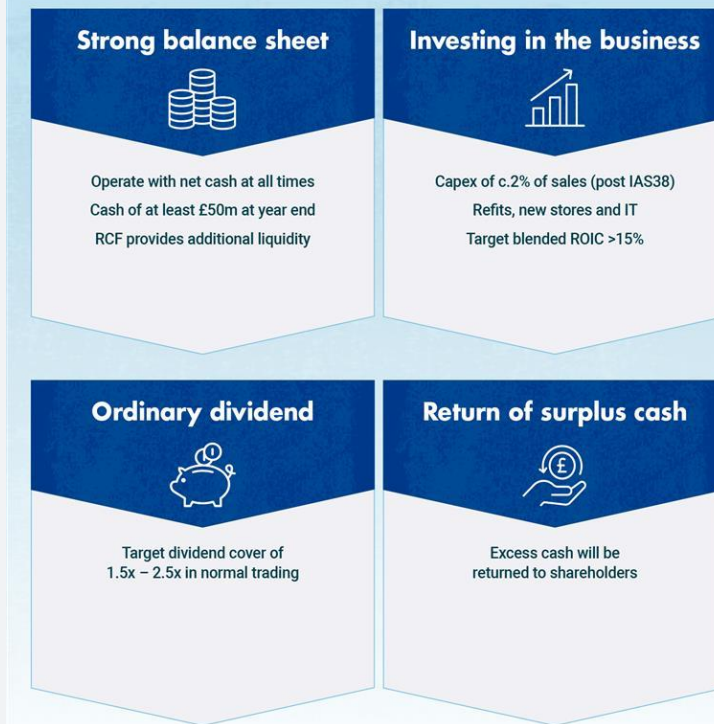 Strong balance sheet
Operate with net cash at all times
Cash of at least £50m at year end
RCF provides additional liquidity
Investing in the business
Capex of c.2% of sales (post IAS38)
Refits, new stores and IT
Target blended ROIC >15%
Ordinary dividend
Target dividend cover of
1.5x – 2.5x in normal trading
Return of surplus cash
£
Excess cash will be
returned to shareholders